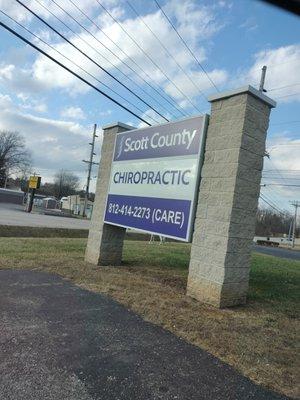 Scott County
CHIROPRACTIC
812-414-2273 (CARE)